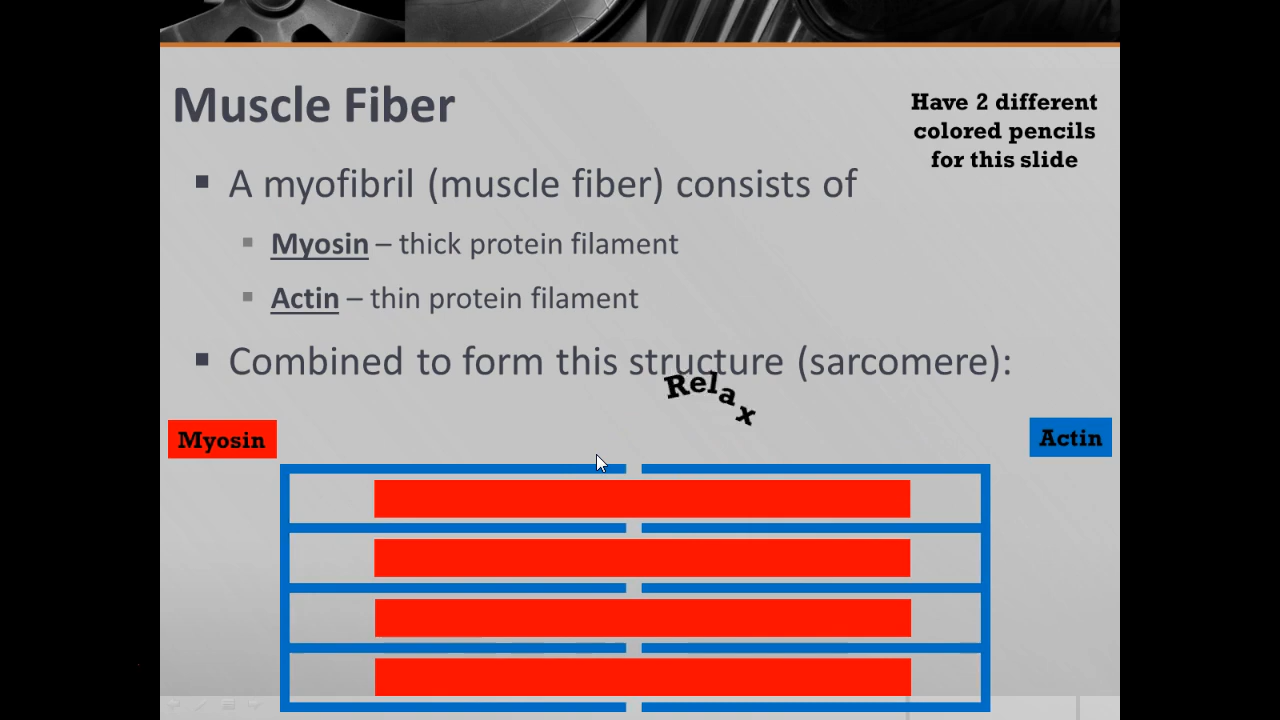 Muscle Fiber
Have 2 different
colored pencils
for this slide
A myofibril (muscle fiber) consists of
Myosin – thick protein filament
Actin – thin protein filament
Combined to form this structure (sarcomere):
Relax
Myosin
Actin